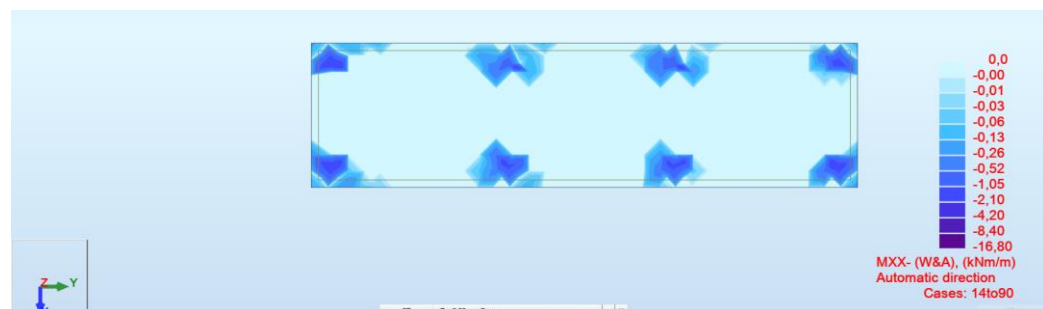 0,0
-0,00
-0,01
-0,03
-0,06
-0,13
-0,26
-0,52
-1,05
-2,10
-4,20
-8,40
-16,80
MXX- (W&A), (kNm/m)
Automatic direction
Cases: 14to90
Z
Y